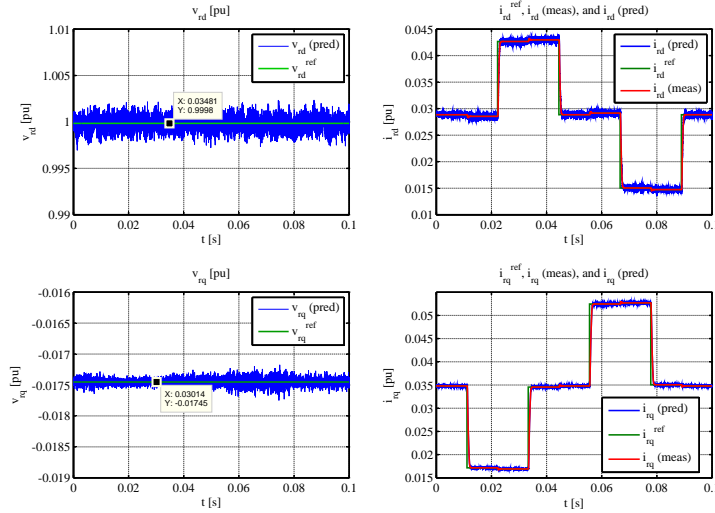 v_rd [pu]
1.01
1.005
1
0.995
0.99
v_rd [pu]
v_rd (pred)
v_rd^ref
X: 0.03481
Y: 0.9998
0 0.02 0.04 0.06 0.08 0.1
t [s]
i_rd^ref, i_rd (meas), and i_rd (pred)
0.045
0.04
0.035
0.03
0.025
0.02
0.015
0.01
i_rd [pu]
i_rd (pred)
i_rd^ref
i_rd (meas)
0 0.02 0.04 0.06 0.08 0.
t [s]
v_rq [pu]
-0.016
-0.0165
-0.017
-0.0175
-0.018
-0.0185
-0.019
v_rq [pu]
v_rq (pred)
v_rq^ref
X: 0.03014
Y: -0.01745
0 0.02 0.04 0.06 0.08 0.1
t [s]
i_rq^ref, i_rq (meas), and i_rq (pred)
0.05
0.045
0.04
0.035
0.03
0.025
0.02
0.015
i_rq [pu]
i_rq (pred)
i_rq^ref
i_rq (meas)
0 0.02 0.04 0.06 0.08 0.
t [s]